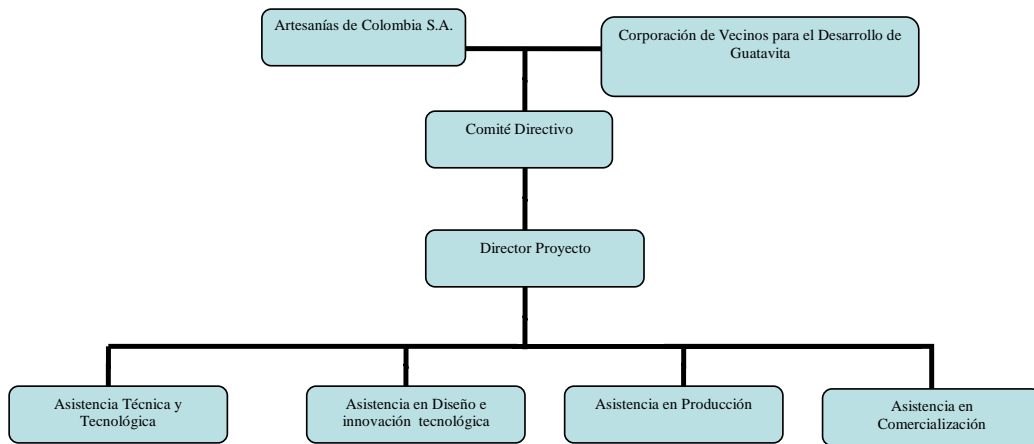 Artesanías de Colombia S.A.
Corporación de Vecinos para el Desarrollo de
Guatavita
Comité Directivo
Director Proyecto
Asistencia Técnica y
Tecnológica
Asistencia en Diseño e
innovación tecnológica
Asistencia en Producción
Asistencia en
Comercialización